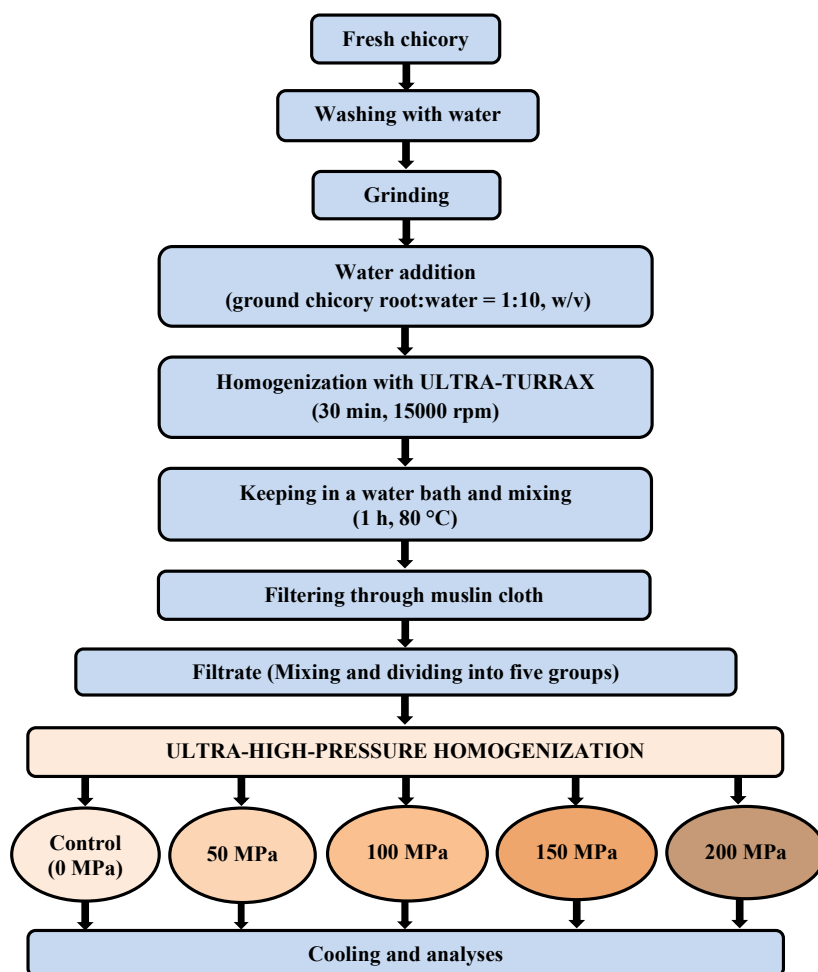 Fresh chicory
Washing with water
Grinding
Water addition
(ground chicory root:water = 1:10, w/v)
Homogenization with ULTRA-TURRAX
(30 min, 15000 rpm)
Keeping in a water bath and mixing
(1 h, 80 °C)
Filtering through muslin cloth
Filtrate (Mixing and dividing into five groups)
ULTRA-HIGH-PRESSURE HOMOGENIZATION
Control
(0 MPa)
50 MPa
100 MPa
150 MPa
200 MPa
Cooling and analyses